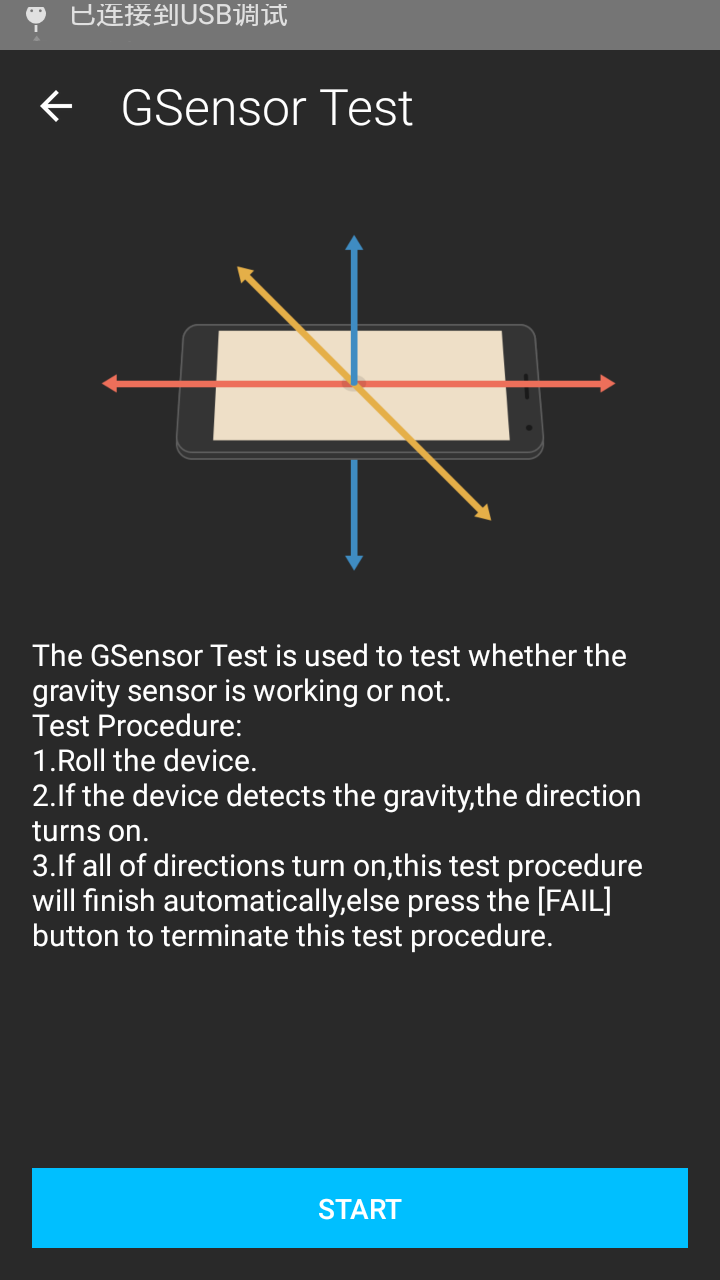 已连接到USB调试
GSensor Test
The GSensor Test is used to test whether the
gravity sensor is working or not.
Test Procedure:
1.Roll the device.
2.If the device detects the gravity,the direction
turns on.
3.If all of directions turn on,this test procedure
will finish automatically,else press the [FAIL]
button to terminate this test procedure.
START